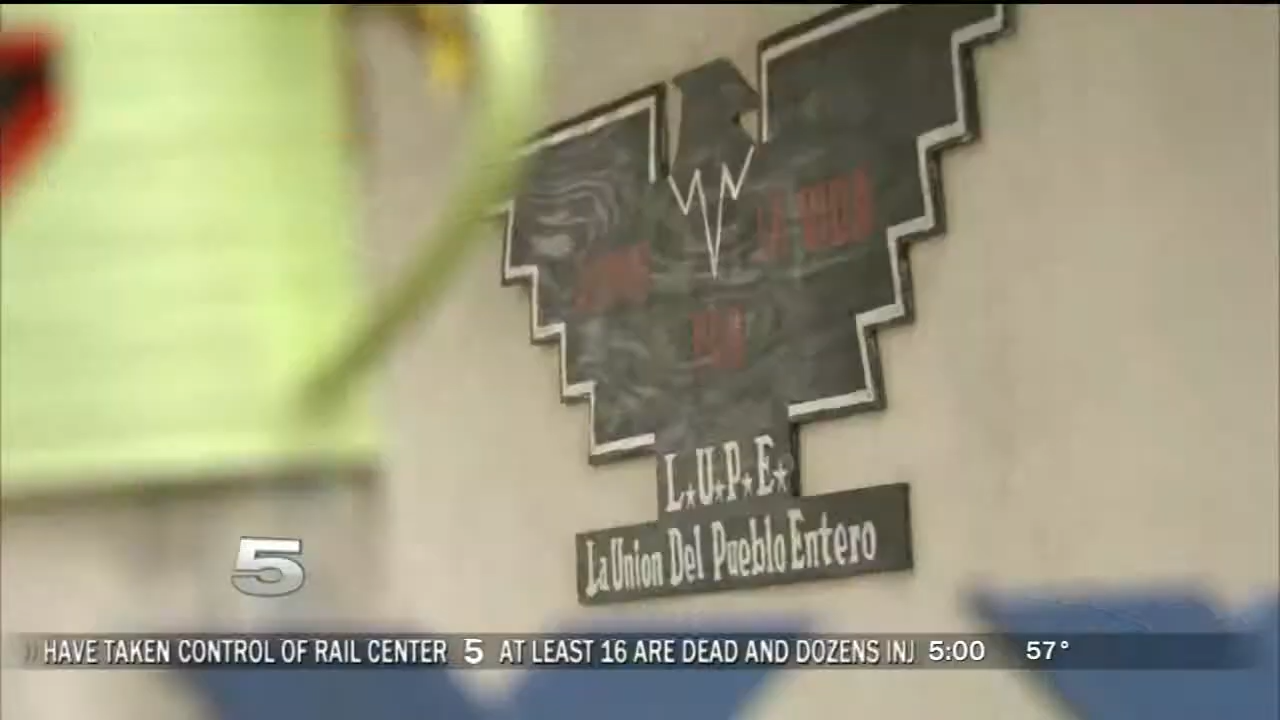 L.U.P.E.
La Union Del Pueblo Entero
5
HAVE TAKEN CONTROL OF RAIL CENTER 5 AT LEAST 16 ARE DEAD AND DOZENS INJ 5:00 57°